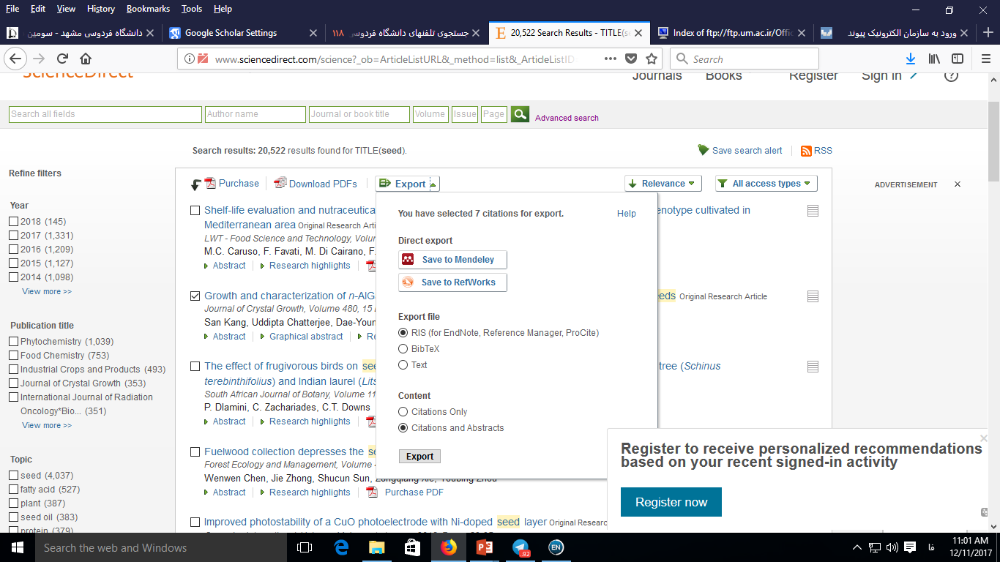 File Edit View History Bookmarks Tools Help
دانشگاه فردوسی مشهد - سومین
Google Scholar Settings
جستجوی تلفنهای دانشگاه فردوسی ۱۱۸
20,522 Search Results - TITLE(se
Index of ftp://ftp.um.ac.ir/Offi
ورود به سازمان الکترونیک پیوند
www.sciencedirect.com/science?_ob=ArticleListURL&_method=list&_ArticleListID
Search
ScienceDirect
Journals Books Register Sign in
Search all fields Author name Journal or book title Volume Issue Page Advanced search
Search results: 20,522 results found for TITLE(seed).
Save search alert RSS
Refine filters
Year
2018 (145)
2017 (1,331)
2016 (1,209)
2015 (1,127)
2014 (1,098)
View more >>
Publication title
Phytochemistry (1,039)
Food Chemistry (753)
Industrial Crops and Products (493)
Journal of Crystal Growth (353)
International Journal of Radiation
Oncology*Bio... (351)
View more >>
Topic
seed (4,037)
fatty acid (527)
plant (387)
seed oil (383)
protein (379)
Purchase Download PDFs Export Relevance All access types
Shelf-life evaluation and nutraceutica
enotype cultivated in
Mediterranean area Original Research Arti
LWT - Food Science and Technology, Volun
M.C. Caruso, F. Favati, M. Di Cairano, F.
Abstract Research highlights
Growth and characterization of n-AlGa
eeds Original Research Article
Journal of Crystal Growth, Volume 480, 15 D
San Kang, Uddipta Chatterjee, Dae-Youn
Abstract Graphical abstract Re
The effect of frugivorous birds on see
tree (Schinus
terebinthifolius) and Indian laurel (Lits
South African Journal of Botany, Volume 11
P. Dlamini, C. Zachariades, C.T. Downs
Abstract Research highlights
Fuelwood collection depresses the se
Forest Ecology and Management, Volume 4
Wenwen Chen, Jie Zhong, Shucun Sun, Zongqiang Xie, Youbing Zhou
Abstract Research highlights Purchase PDF
Improved photostability of a CuO photoelectrode with Ni-doped seed layer Original Researc
You have selected 7 citations for export.
Help
Direct export
Save to Mendeley
Save to RefWorks
Export file
RIS (for EndNote, Reference Manager, ProCite)
BibTeX
Text
Content
Citations Only
Citations and Abstracts
Export
ADVERTISEMENT
Register to receive personalized recommendations
based on your recent signed-in activity
Register now
Search the web and Windows
92
EN
فا
11:01 AM
12/11/2017